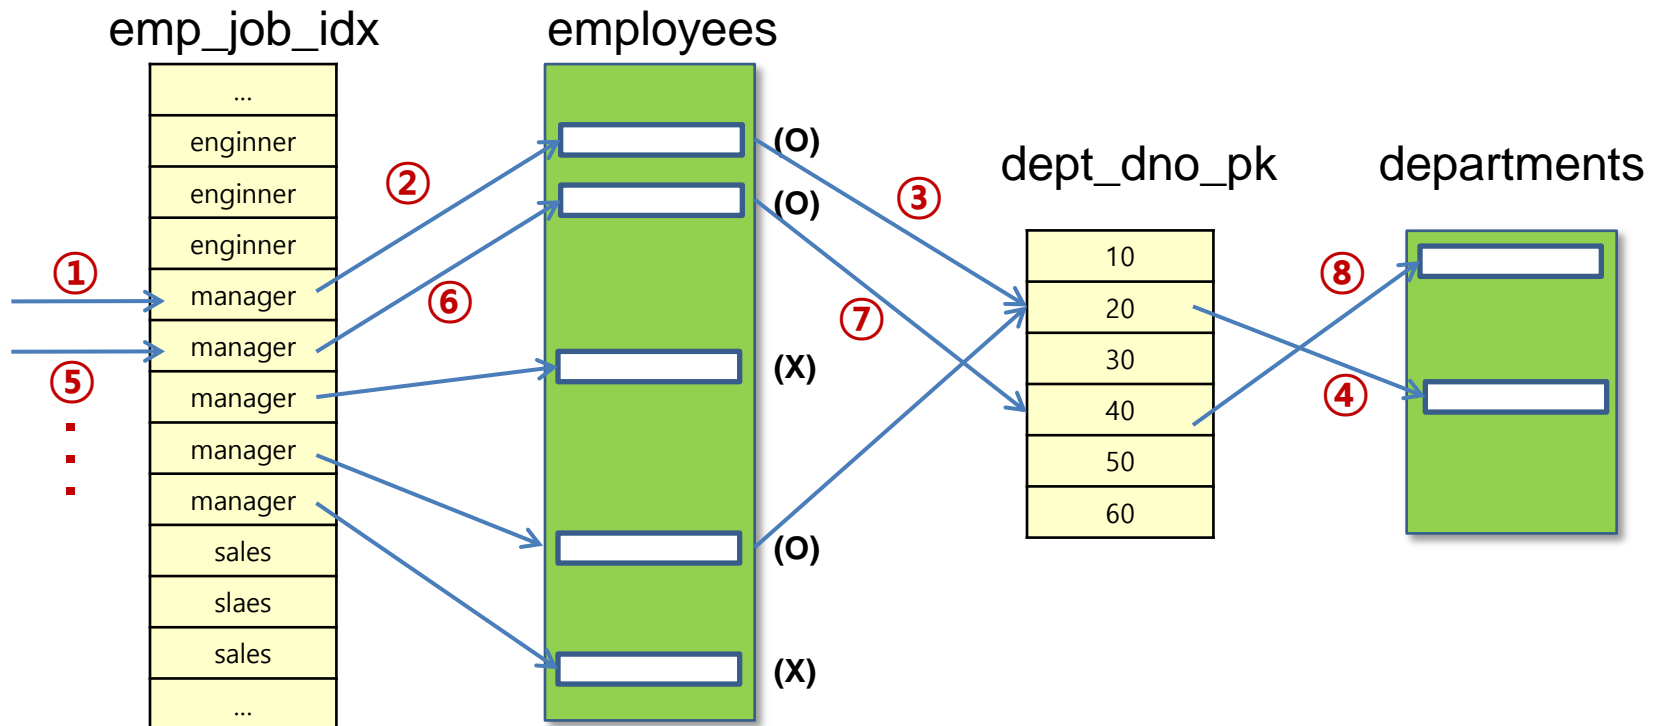 emp_job_idx
employees
dept_dno_pk
departments
...
enginner
enginner
enginner
manager
manager
manager
manager
manager
sales
slaes
sales
...
①
②
③
④
⑤
⑥
⑦
⑧
(O)
(O)
(X)
(O)
(X)
10
20
30
40
50
60